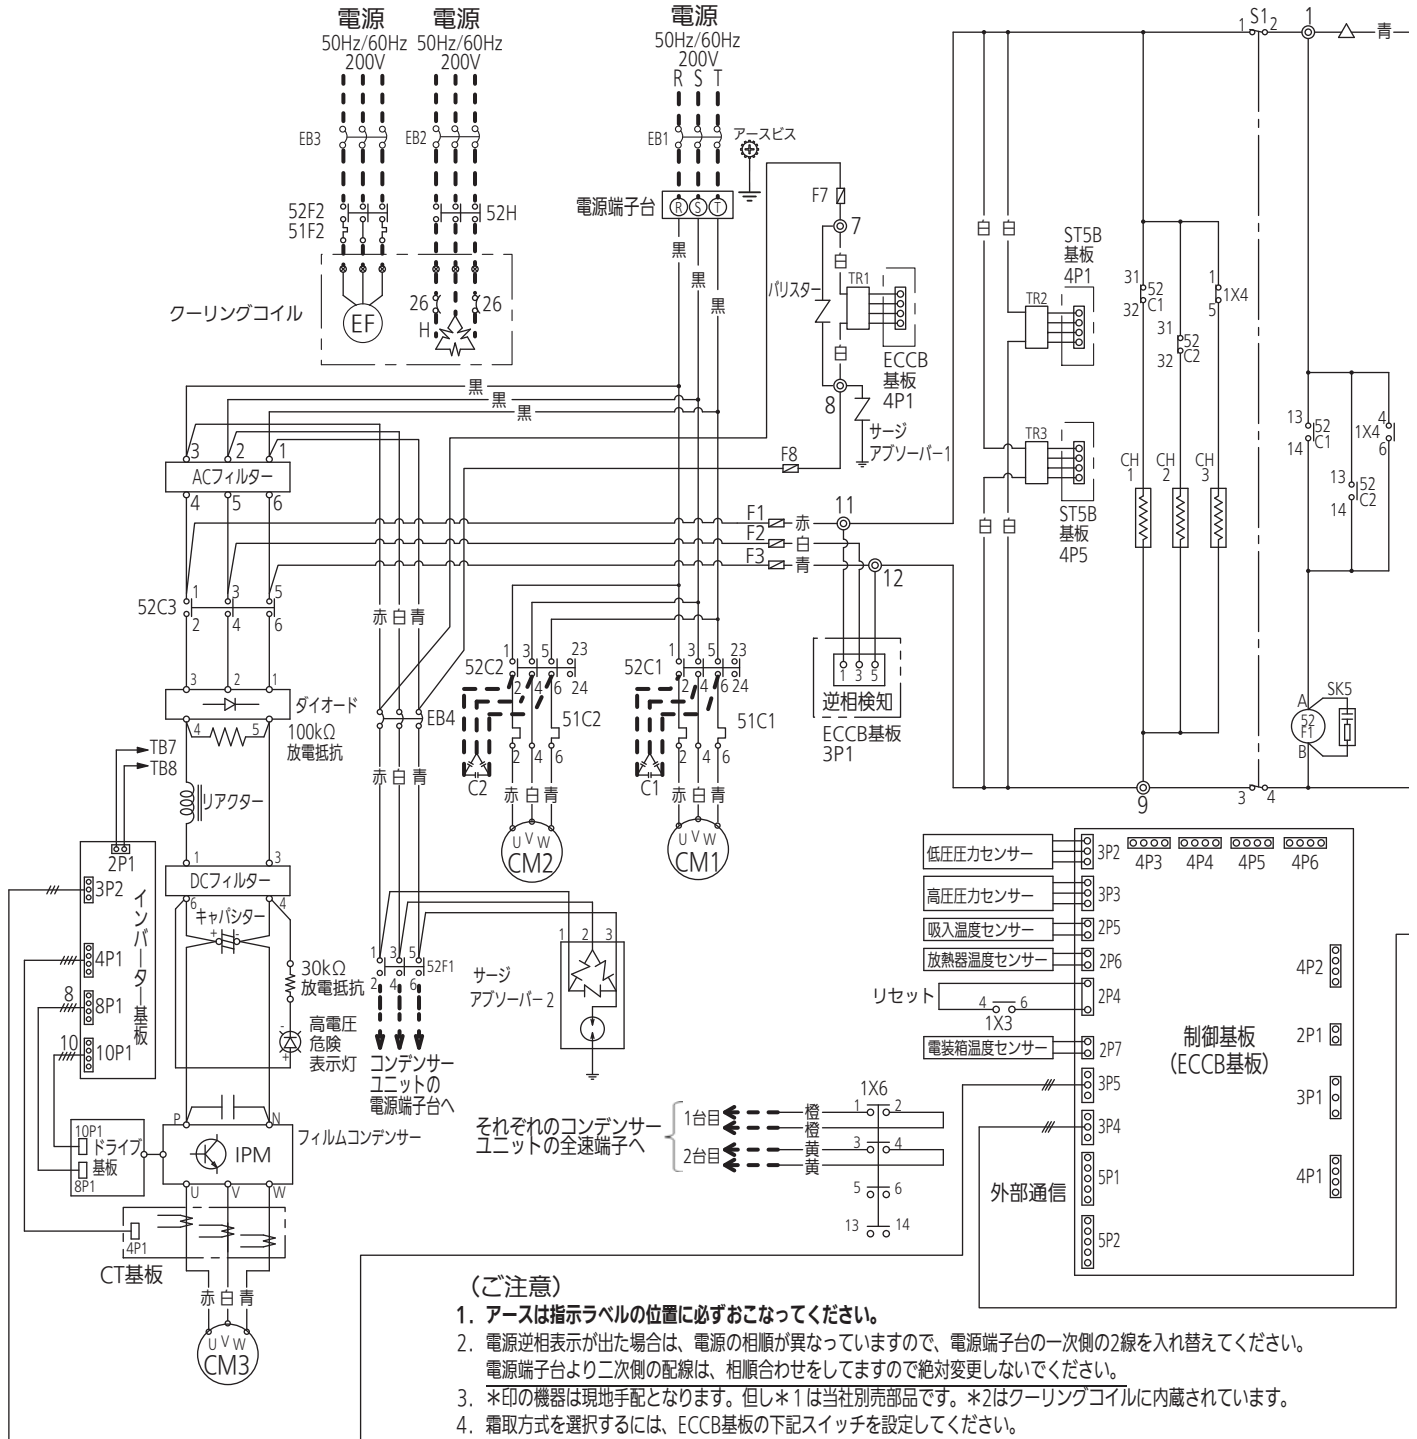 電源
50Hz/60Hz
200V
電源
50Hz/60Hz
200V
電源
50Hz/60Hz
200V
R S T
EB3
EB2
EB1
アースビス
52F2
51F2
52H
電源端子台
R S T
クーリングコイル
EF
26
26
H
黒
黒
黒
黒
黒
黒
F7
7
白
バリスター
TR1
白
ECCB
基板
4P1
8
サージ
アブソーバー1
F8
3 2 1
ACフィルター
4 5 6
F1 赤 11
F2 白
F3 青 12
1 3 5
52C3
2 4 6
赤 白 青
3 2 1
ダイオード
4 5
100kΩ
放電抵抗
TB7
TB8
リアクター
EB4
赤 白 青
1 3 5 23
52C2
2 4 6 24
51C2
2 4 6
C2
赤 白 青
U V W
CM2
1 3 5 23
52C1
2 4 6 24
51C1
2 4 6
C1
赤 白 青
U V W
CM1
1 3 5
逆相検知
ECCB基板
3P1
S1
1 2
1
青
白 白
ST5B
基板
4P1
TR2
TR3
ST5B
基板
4P5
白 白
31
52
C1
32
31
52
C2
32
1
1X4
5
CH
1
CH
2
CH
3
13
52
C1
14
13
52
C2
14
4
1X4
6
A
52
F1
B
SK5
9
3 4
2P1
3P2
4P1
8
8P1
10
10P1
インバーター基板
1 3
DCフィルター
6 4
キャパシター
+ -
30kΩ
放電抵抗
-
+
高電圧
危険
表示灯
1 3 5
52F1
2 4 6
コンデンサー
ユニットの
電源端子台へ
サージ
アブソーバー2
1 2 3
P N
フィルムコンデンサー
IPM
U V W
10P1
ドライブ
基板
8P1
4P1
CT基板
赤 白 青
U V W
CM3
それぞれのコンデンサー
ユニットの全速端子へ
1台目
2台目
橙
橙
黄
黄
1X6
1 2
3 4
5 6
13 14
低圧圧力センサー
3P2
高圧圧力センサー
3P3
吸入温度センサー
2P5
放熱器温度センサー
2P6
リセット
4 6
1X3
2P4
電装箱温度センサー
2P7
3P5
3P4
外部通信
5P1
5P2
4P3 4P4 4P5 4P6
4P2
2P1
3P1
4P1
制御基板
(ECCB基板)
(ご注意)
1. アースは指示ラベルの位置に必ずおこなってください。
2. 電源逆相表示が出た場合は、電源の相順が異なっていますので、電源端子台の一次側の2線を入れ替えてください。
電源端子台より二次側の配線は、相順合わせをしてますので絶対変更しないでください。
3. ＊印の機器は現地手配となります。但し＊1は当社別売部品です。＊2はクーリングコイルに内蔵されています。
4. 霜取方式を選択するには、ECCB基板の下記スイッチを設定してください。